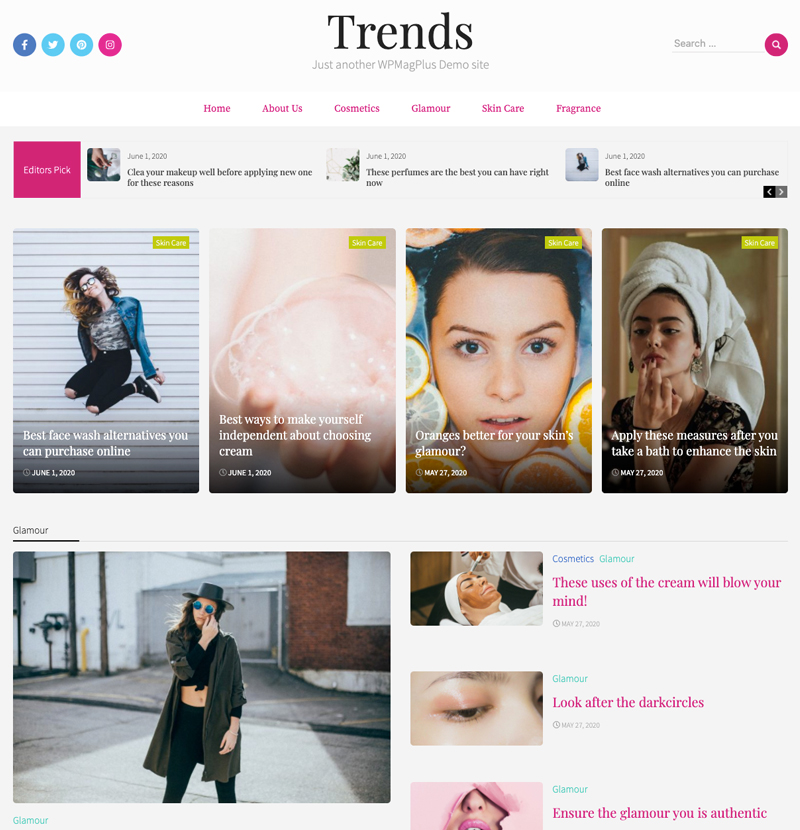 Trends
Just another WPMagPlus Demo site
Search ...
Home About Us Cosmetics Glamour Skin Care Fragrance
Editors Pick
June 1, 2020
Clea your makeup well before applying new one
for these reasons
June 1, 2020
These perfumes are the best you can have right
now
June 1, 2020
Best face wash alternatives you can purchase
online
Skin Care
Best face wash alternatives you
can purchase online
JUNE 1, 2020
Skin Care
Best ways to make yourself
independent about choosing
cream
JUNE 1, 2020
Skin Care
Oranges better for your skin's
glamour?
MAY 27, 2020
Skin Care
Apply these measures after you
take a bath to enhance the skin
MAY 27, 2020
Glamour
Glamour
Cosmetics Glamour
These uses of the cream will blow your
mind!
MAY 27, 2020
Glamour
Look after the darkcircles
MAY 27, 2020
Glamour
Ensure the glamour you is authentic